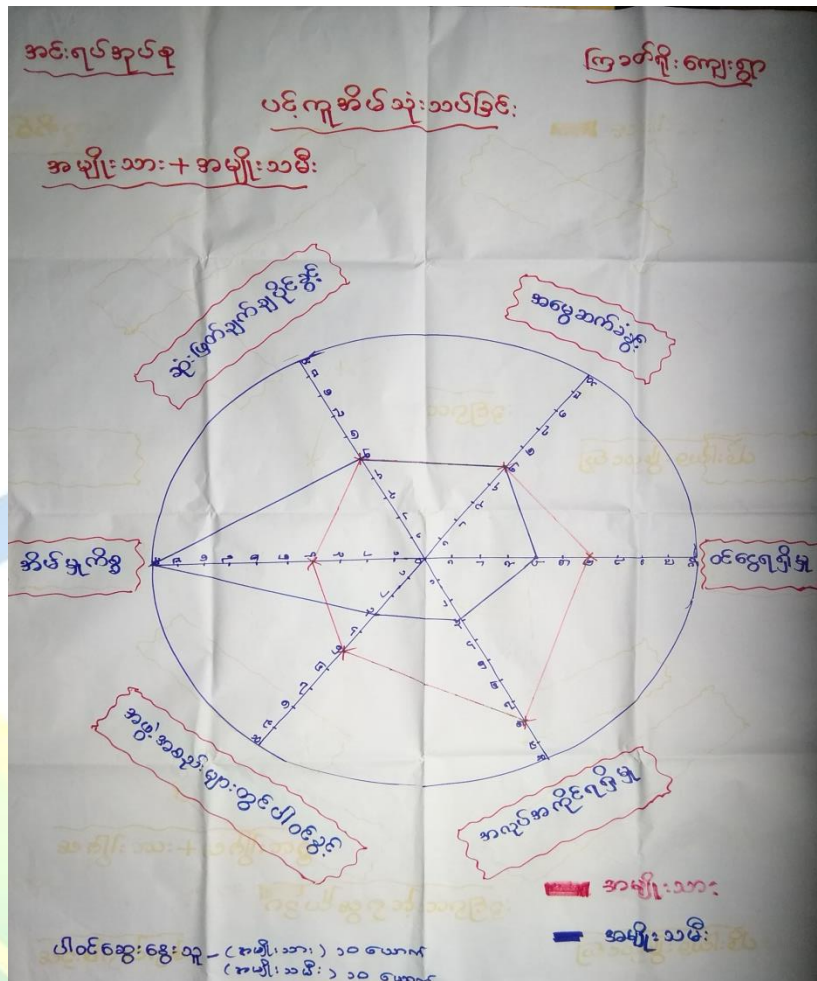 အင်းရပ်အုပ်စု
ကြခတ်ရိုးကျေးရွာ
ပင့်ကူအိမ်သုံးသပ်ခြင်း
အမျိုးသား + အမျိုးသမီး
ဆုံးဖြတ်ချက်ချပိုင်ခွင့်
အမွေဆက်ခံခွင့်
အိမ်မှုကိစ္စ
ဝင်ငွေရရှိမှု
အဖွဲ့အစည်းများတွင်ပါဝင်ခွင့်
အလုပ်အကိုင်ရရှိမှု
အမျိုးသား
အမျိုးသမီး
ပါဝင်ဆွေးနွေးသူ – (အမျိုးသား) ၁၀ ယောက်
(အမျိုးသမီး) ၁၀ ယောက်